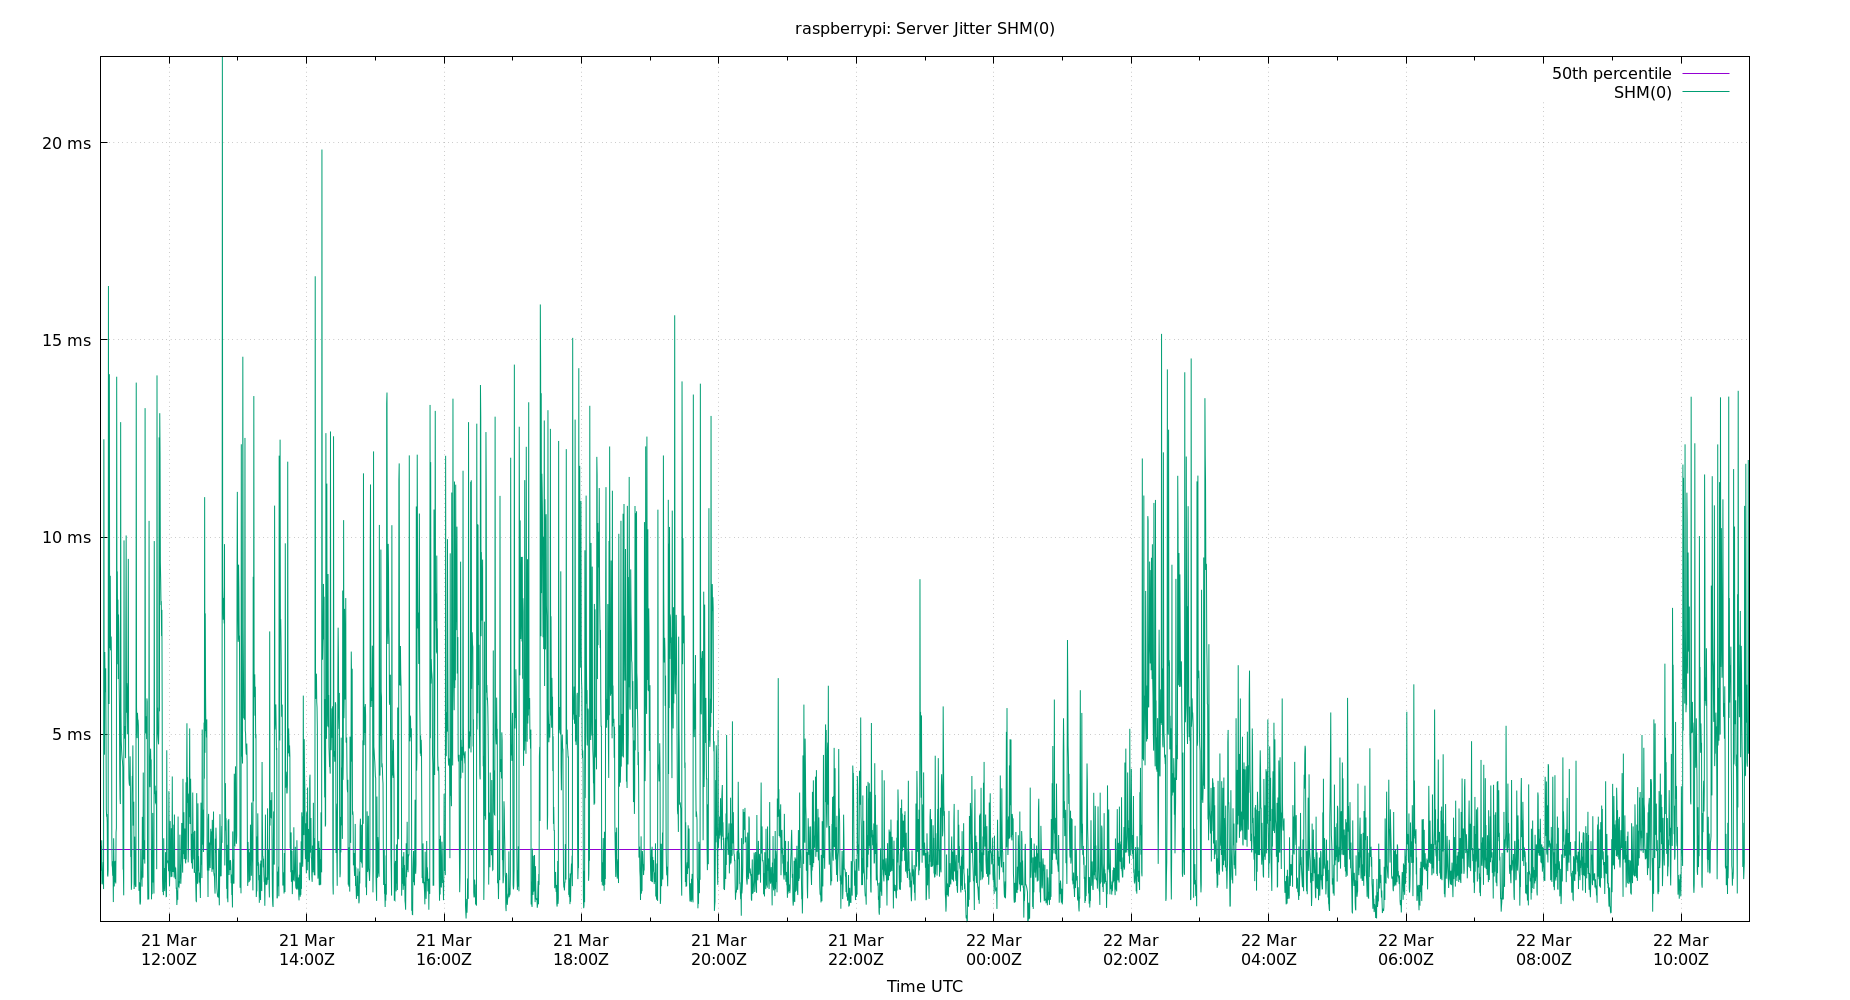 raspberrypi: Server Jitter SHM(0)
50th percentile
SHM(0)
20 ms
15 ms
10 ms
5 ms
21 Mar 21 Mar 21 Mar 21 Mar 21 Mar 21 Mar 22 Mar 22 Mar 22 Mar 22 Mar 22 Mar 22 Mar
12:00Z 14:00Z 16:00Z 18:00Z 20:00Z 22:00Z 00:00Z 02:00Z 04:00Z 06:00Z 08:00Z 10:00Z
Time UTC